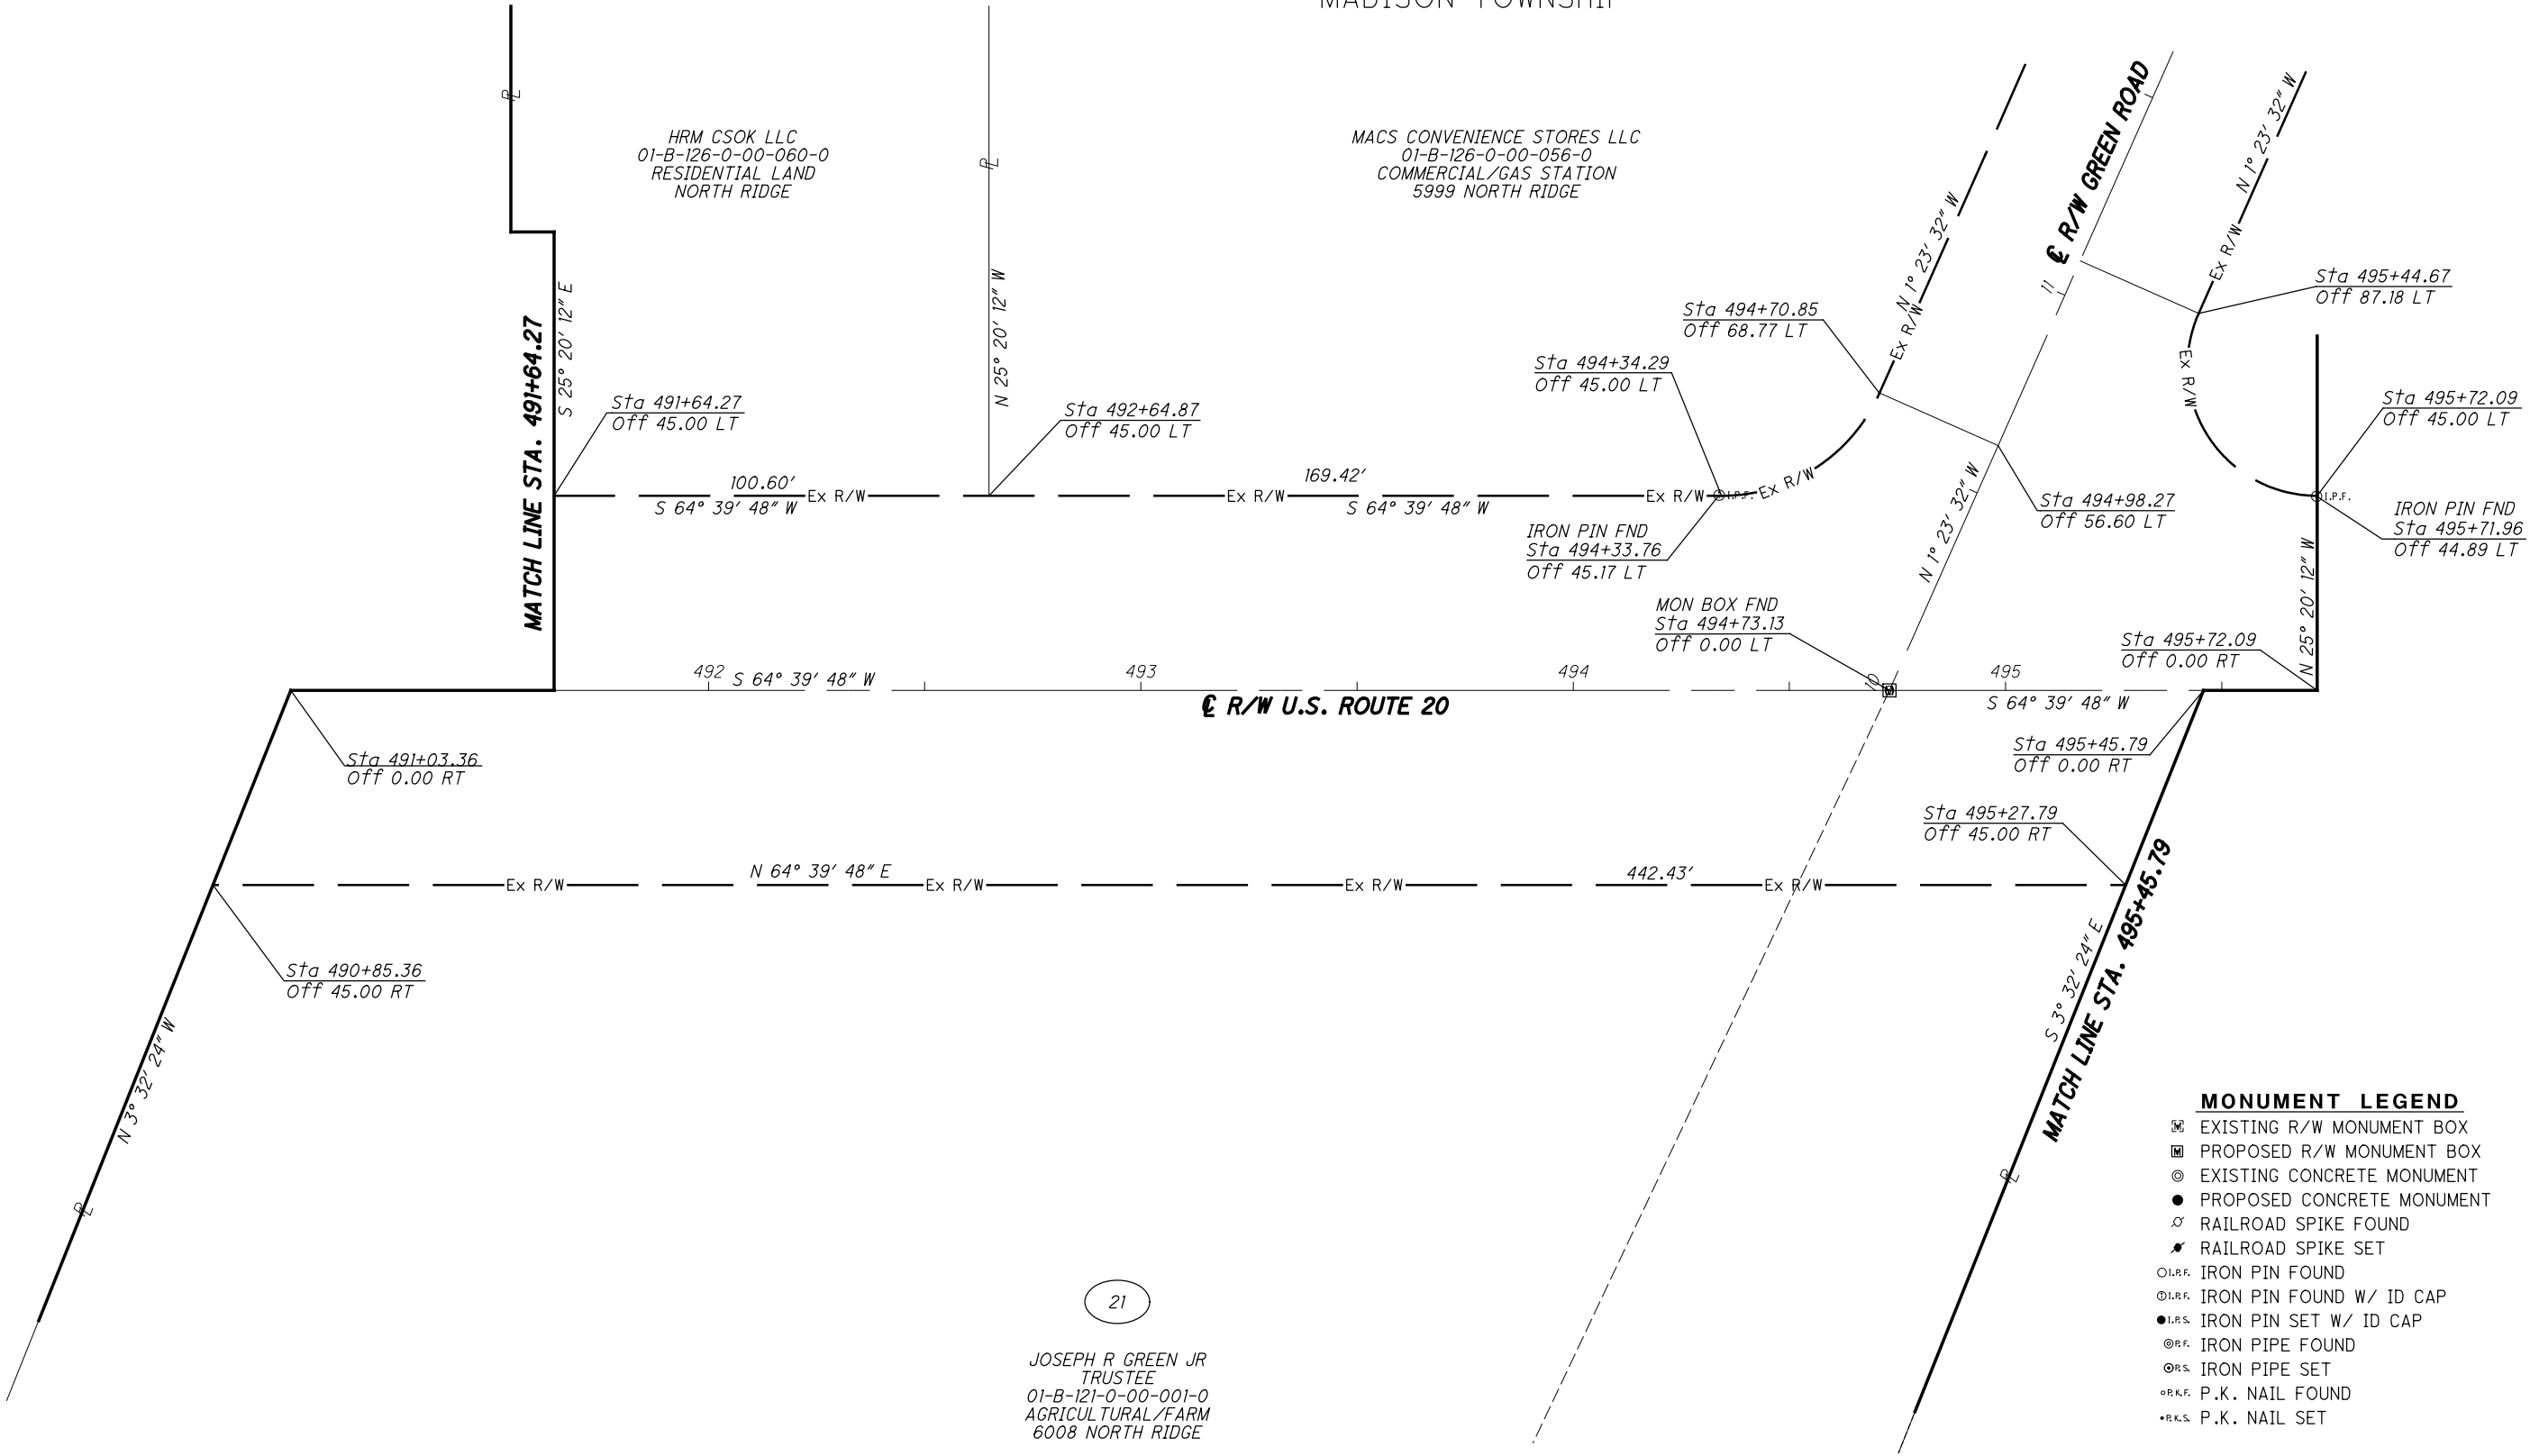 MADISON TOWNSHIP
PL
HRM CSOK LLC
01-B-126-0-00-060-0
RESIDENTIAL LAND
NORTH RIDGE
PL
MACS CONVENIENCE STORES LLC
01-B-126-0-00-056-0
COMMERCIAL/GAS STATION
5999 NORTH RIDGE
N 1° 23' 32" W
Ex R/W
℄ R/W GREEN ROAD
11
N 1° 23' 32" W
Ex R/W
Ex R/W
Sta 495+44.67
Off 87.18 LT
Sta 494+70.85
Off 68.77 LT
Sta 494+34.29
Off 45.00 LT
MATCH LINE STA. 491+64.27
S 25° 20' 12" E
N 25° 20' 12" W
Sta 491+64.27
Off 45.00 LT
Sta 492+64.87
Off 45.00 LT
Sta 495+72.09
Off 45.00 LT
100.60'
Ex R/W
S 64° 39' 48" W
169.42'
Ex R/W
S 64° 39' 48" W
Ex R/W
I.P.F.
Ex R/W
I.P.F.
IRON PIN FND
Sta 494+33.76
Off 45.17 LT
Sta 494+98.27
Off 56.60 LT
IRON PIN FND
Sta 495+71.96
Off 44.89 LT
N 1° 23' 32" W
N 25° 20' 12" W
MON BOX FND
Sta 494+73.13
Off 0.00 LT
Sta 495+72.09
Off 0.00 RT
492
S 64° 39' 48" W
493
494
10
495
S 64° 39' 48" W
℄ R/W U.S. ROUTE 20
Sta 491+03.36
Off 0.00 RT
Sta 495+45.79
Off 0.00 RT
Sta 495+27.79
Off 45.00 RT
Ex R/W
N 64° 39' 48" E
Ex R/W
Ex R/W
442.43'
Ex R/W
Sta 490+85.36
Off 45.00 RT
N 3° 32' 24" W
PL
S 3° 32' 24" E
MATCH LINE STA. 495+45.79
PL
21
JOSEPH R GREEN JR
TRUSTEE
01-B-121-0-00-001-0
AGRICULTURAL/FARM
6008 NORTH RIDGE
MONUMENT LEGEND
M EXISTING R/W MONUMENT BOX
M PROPOSED R/W MONUMENT BOX
EXISTING CONCRETE MONUMENT
PROPOSED CONCRETE MONUMENT
RAILROAD SPIKE FOUND
RAILROAD SPIKE SET
I.P.F. IRON PIN FOUND
I.P.F. IRON PIN FOUND W/ ID CAP
I.P.S. IRON PIN SET W/ ID CAP
P.F. IRON PIPE FOUND
P.S. IRON PIPE SET
P.K.F. P.K. NAIL FOUND
P.K.S. P.K. NAIL SET